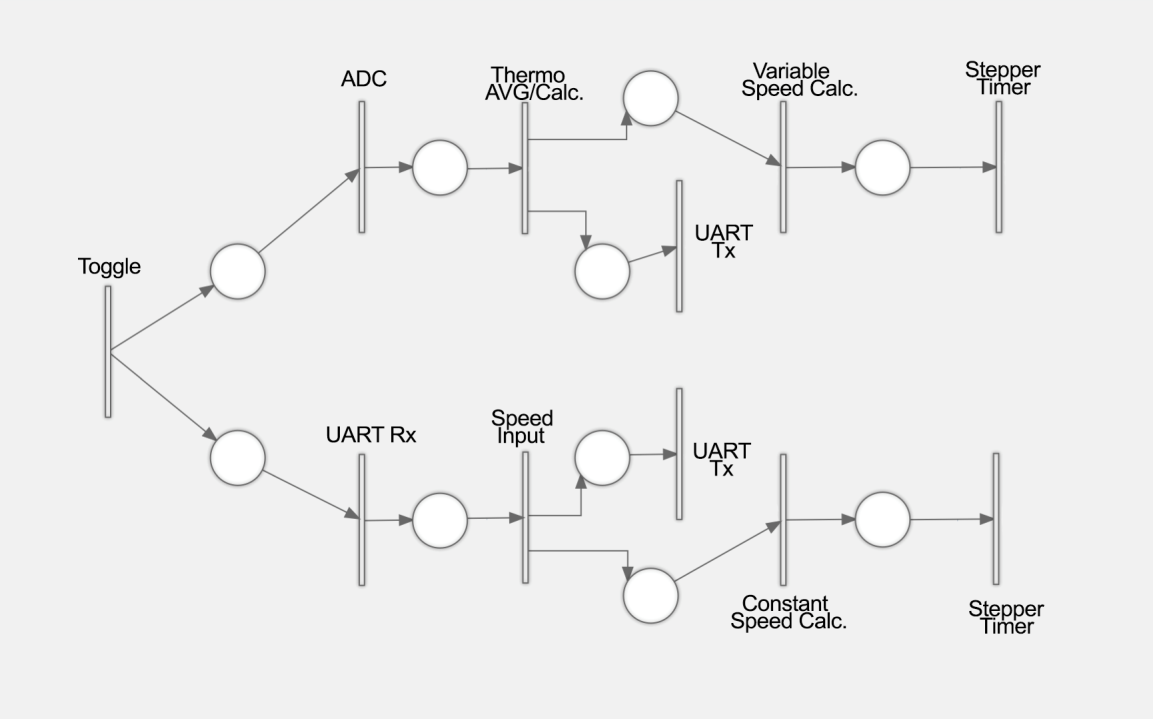 ADC
Thermo
AVG/Calc.
Variable
Speed Calc.
Stepper
Timer
UART
Tx
Toggle
UART Rx
Speed
Input
UART
Tx
Constant
Speed Calc.
Stepper
Timer